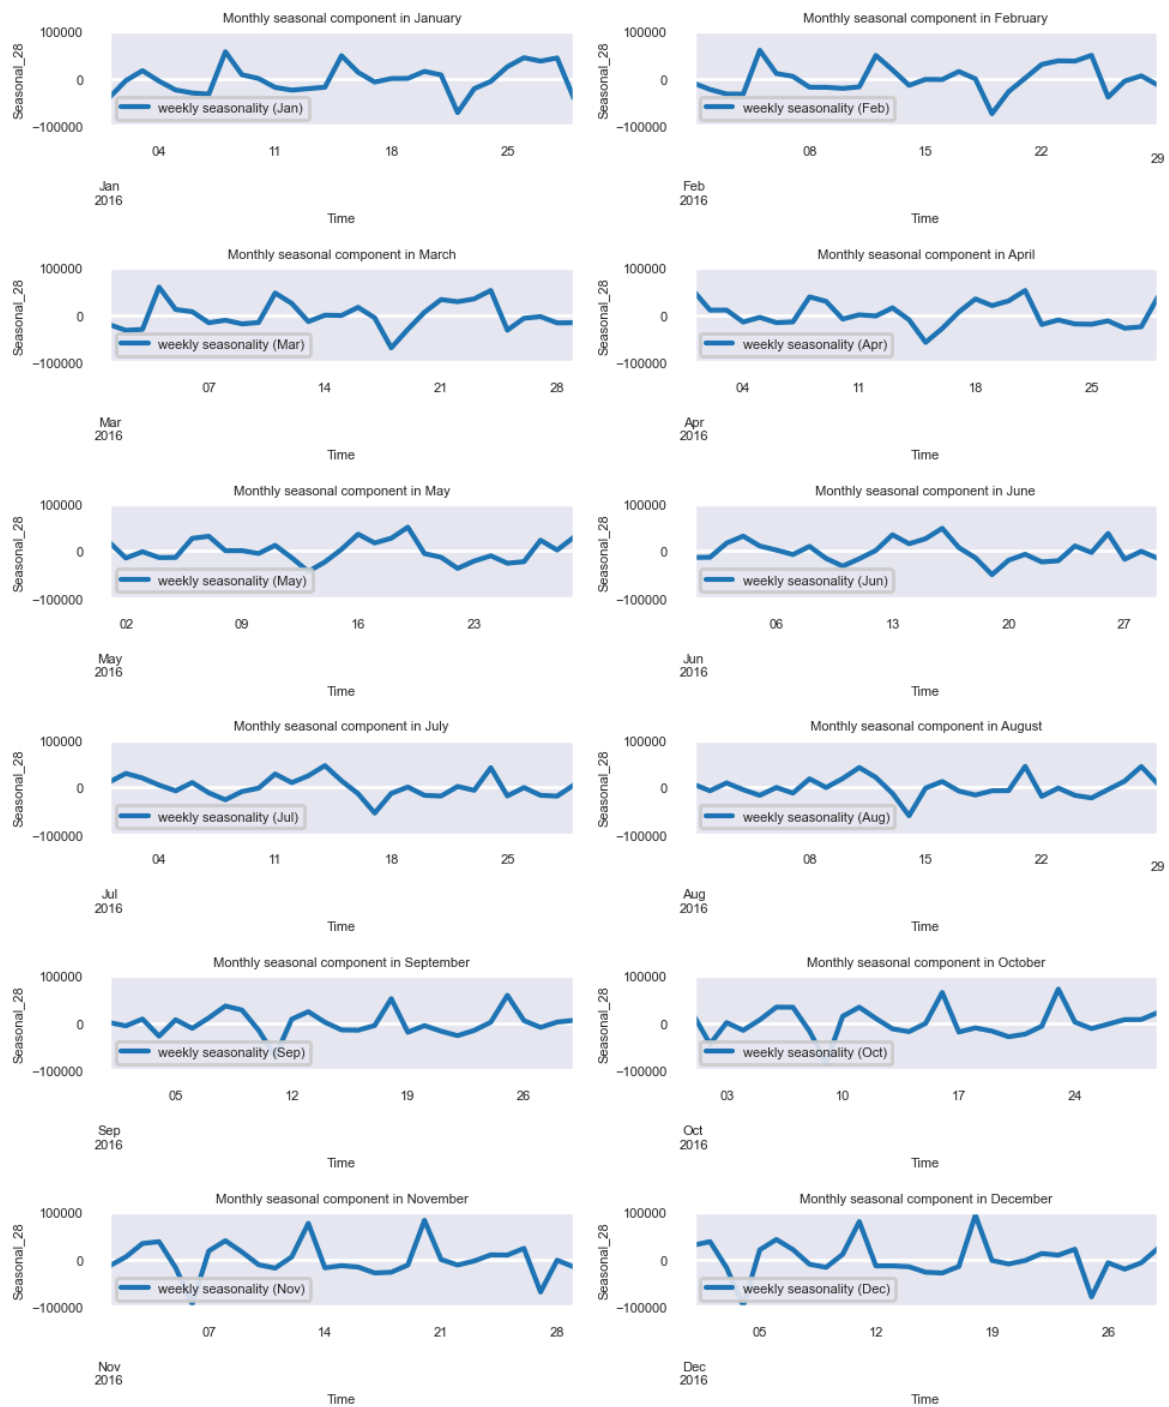 Monthly seasonal component in January
100000
0
−100000
Seasonal_28
weekly seasonality (Jan)
04 11 18 25
Jan
2016
Time
Monthly seasonal component in February
100000
0
−100000
Seasonal_28
weekly seasonality (Feb)
08 15 22 29
Feb
2016
Time
Monthly seasonal component in March
100000
0
−100000
Seasonal_28
weekly seasonality (Mar)
07 14 21 28
Mar
2016
Time
Monthly seasonal component in April
100000
0
−100000
Seasonal_28
weekly seasonality (Apr)
04 11 18 25
Apr
2016
Time
Monthly seasonal component in May
100000
0
−100000
Seasonal_28
weekly seasonality (May)
02 09 16 23
May
2016
Time
Monthly seasonal component in June
100000
0
−100000
Seasonal_28
weekly seasonality (Jun)
06 13 20 27
Jun
2016
Time
Monthly seasonal component in July
100000
0
−100000
Seasonal_28
weekly seasonality (Jul)
04 11 18 25
Jul
2016
Time
Monthly seasonal component in August
100000
0
−100000
Seasonal_28
weekly seasonality (Aug)
08 15 22 29
Aug
2016
Time
Monthly seasonal component in September
100000
0
−100000
Seasonal_28
weekly seasonality (Sep)
05 12 19 26
Sep
2016
Time
Monthly seasonal component in October
100000
0
−100000
Seasonal_28
weekly seasonality (Oct)
03 10 17 24
Oct
2016
Time
Monthly seasonal component in November
100000
0
−100000
Seasonal_28
weekly seasonality (Nov)
07 14 21 28
Nov
2016
Time
Monthly seasonal component in December
100000
0
−100000
Seasonal_28
weekly seasonality (Dec)
05 12 19 26
Dec
2016
Time